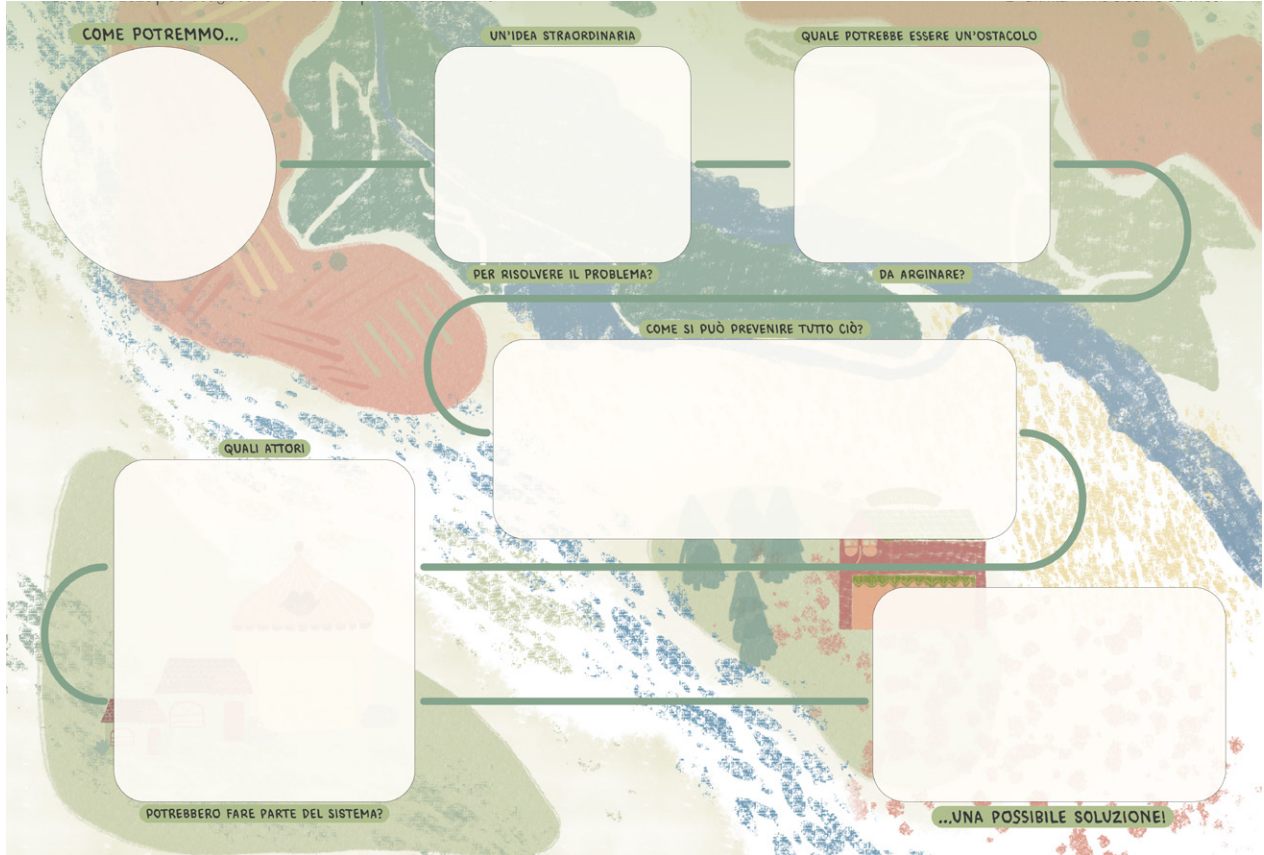 COME POTREMMO...
UN'IDEA STRAORDINARIA
PER RISOLVERE IL PROBLEMA?
QUALE POTREBBE ESSERE UN'OSTACOLO
DA ARGINARE?
COME SI PUÒ PREVENIRE TUTTO CIÒ?
QUALI ATTORI
POTREBBERO FARE PARTE DEL SISTEMA?
...UNA POSSIBILE SOLUZIONE!